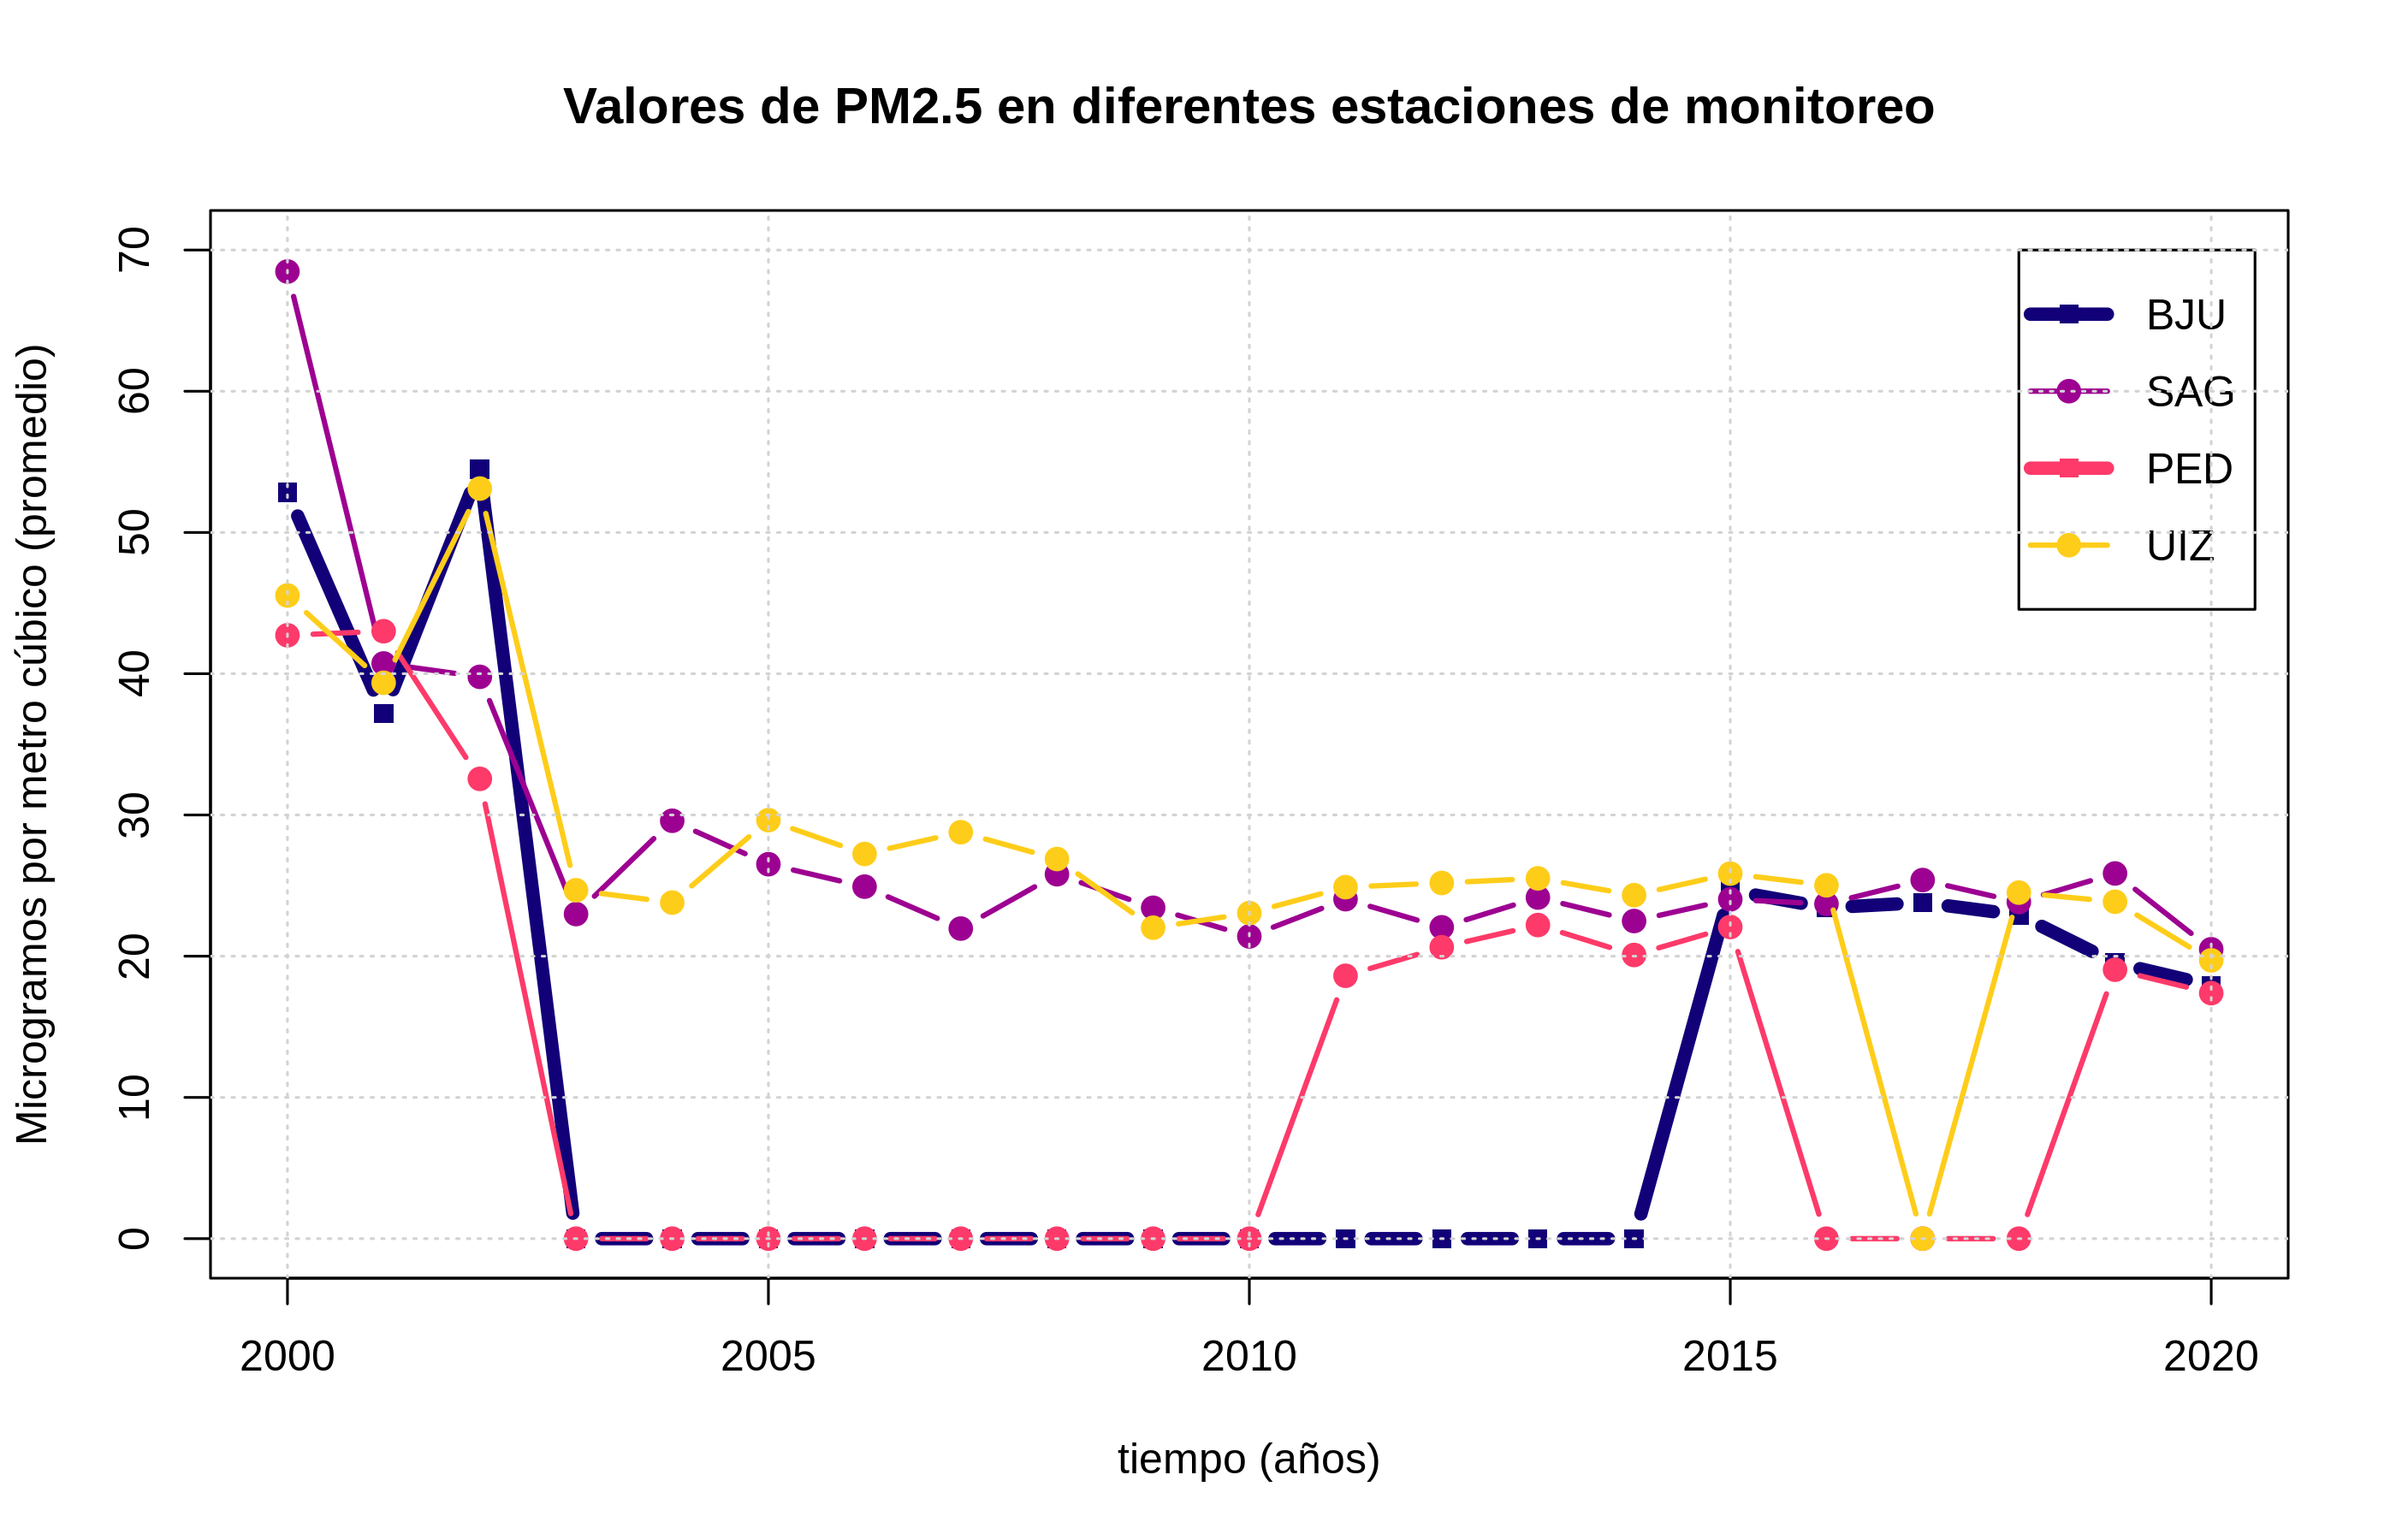 Valores de PM2.5 en diferentes estaciones de monitoreo
Microgramos por metro cúbico (promedio)
70
60
50
40
30
20
10
0
BJU
SAG
PED
UIZ
2000 2005 2010 2015 2020
tiempo (años)